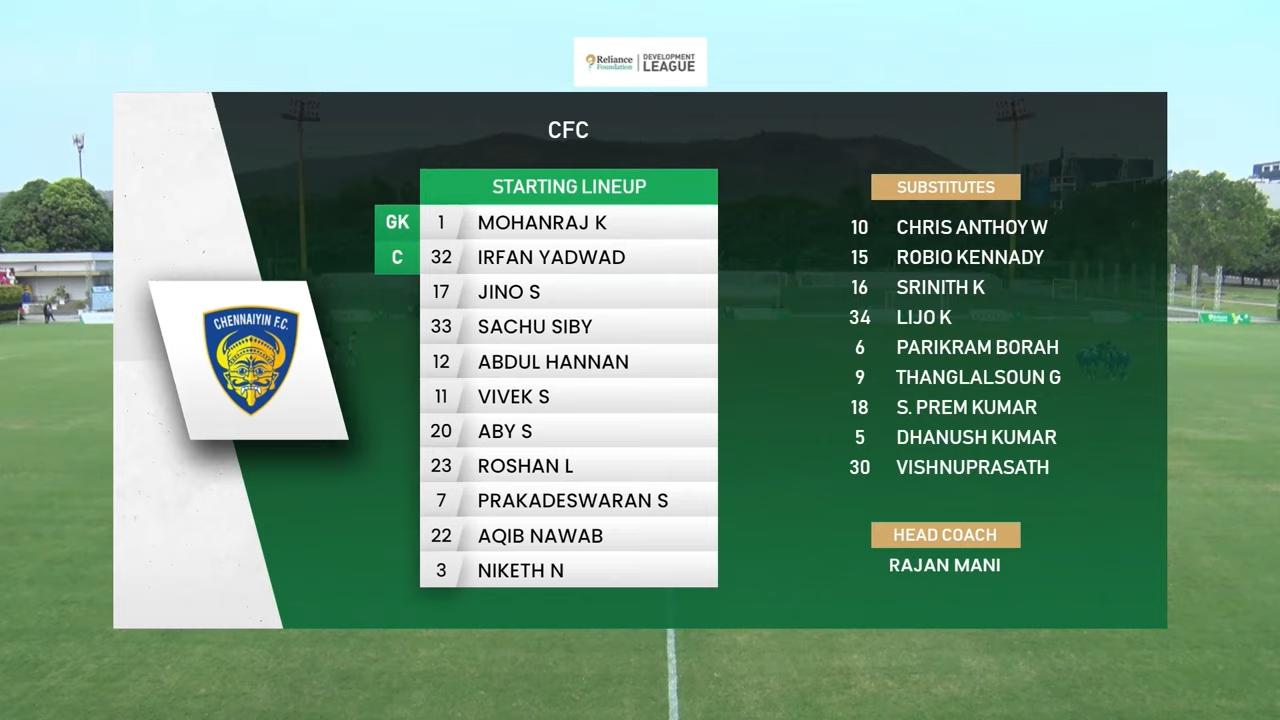 Reliance Foundation
DEVELOPMENT LEAGUE
CFC
CHENNAIYIN F.C.
STARTING LINEUP
GK 1 MOHANRAJ K
C 32 IRFAN YADWAD
17 JINO S
33 SACHU SIBY
12 ABDUL HANNAN
11 VIVEK S
20 ABY S
23 ROSHAN L
7 PRAKADESWARAN S
22 AQIB NAWAB
3 NIKETH N
SUBSTITUTES
10 CHRIS ANTHOY W
15 ROBIO KENNADY
16 SRINITH K
34 LIJO K
6 PARIKRAM BORAH
9 THANGLALSOUN G
18 S. PREM KUMAR
5 DHANUSH KUMAR
30 VISHNUPRASATH
HEAD COACH
RAJAN MANI